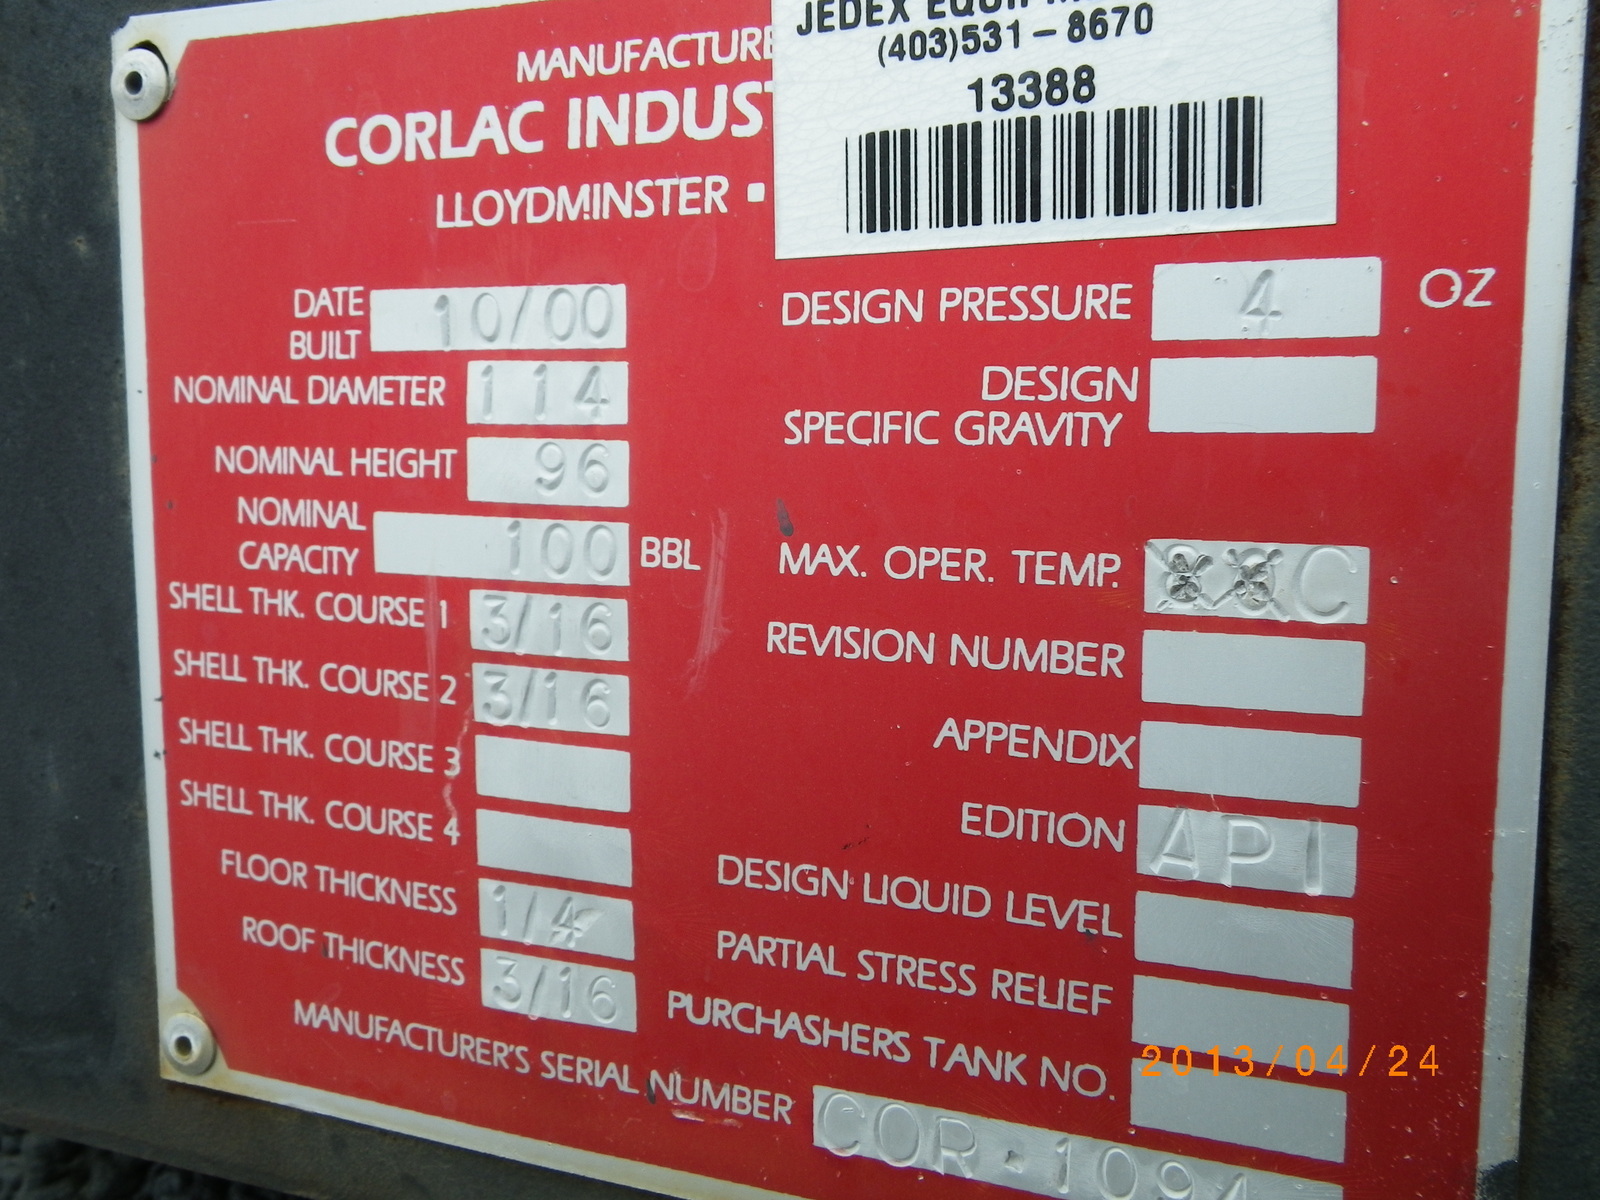 MANUFACTURE
CORLAC INDUST
LLOYDMINSTER ▪
JEDEX EQUIPM
(403)531-8670
13388
DATE BUILT 10/00
NOMINAL DIAMETER 114
NOMINAL HEIGHT 96
NOMINAL CAPACITY 100 BBL
SHELL THK. COURSE 1 3/16
SHELL THK. COURSE 2 3/16
SHELL THK. COURSE 3
SHELL THK. COURSE 4
FLOOR THICKNESS 1/4
ROOF THICKNESS 3/16
MANUFACTURER'S SERIAL NUMBER COR-1094
DESIGN PRESSURE 4 OZ
DESIGN SPECIFIC GRAVITY
MAX. OPER. TEMP. C
REVISION NUMBER
APPENDIX
EDITION API
DESIGN LIQUID LEVEL
PARTIAL STRESS RELIEF
PURCHASHERS TANK NO.
2013/04/24